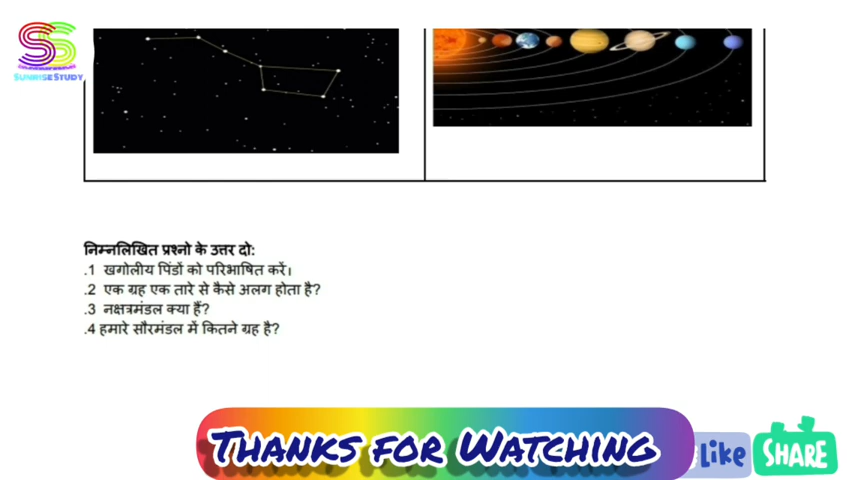 SS
SUNRISE STUDY
निम्नलिखित प्रश्नो के उत्तर दो:
.1 खगोलीय पिंडों को परिभाषित करें।
.2 एक ग्रह एक तारे से कैसे अलग होता है?
.3 नक्षत्रमंडल क्या हैं?
.4 हमारे सौरमंडल में कितने ग्रह है?
THANKS FOR WATCHING
Like
SHARE